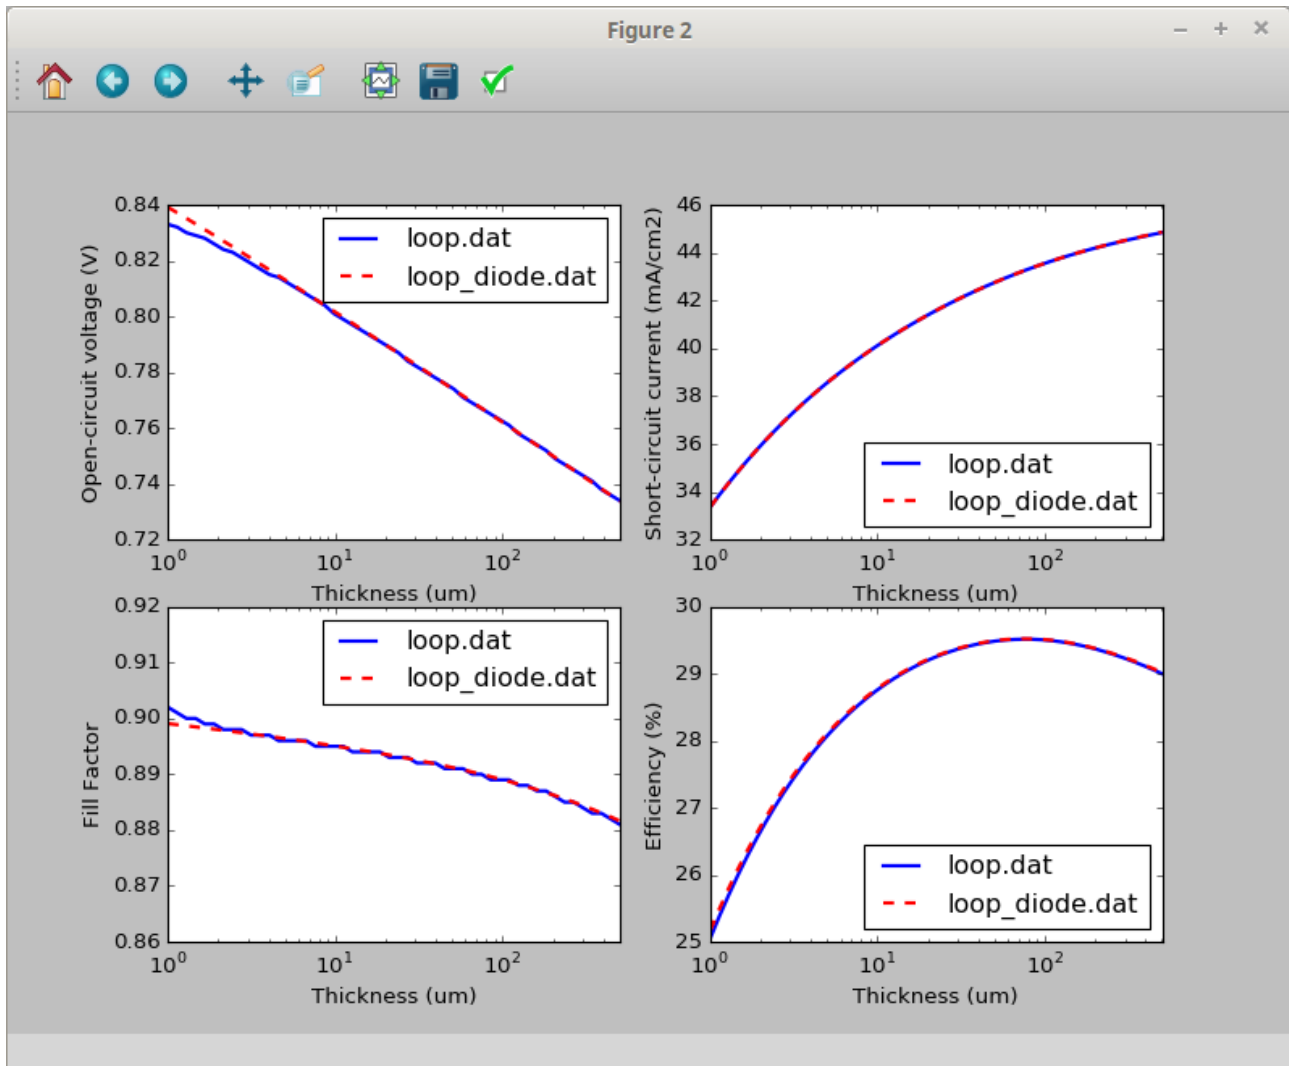 Figure 2
Open-circuit voltage (V)
0.84
0.82
0.80
0.78
0.76
0.74
0.72
loop.dat
loop_diode.dat
10⁰
10¹
10²
Thickness (um)
Short-circuit current (mA/cm2)
46
44
42
40
38
36
34
32
loop.dat
loop_diode.dat
10⁰
10¹
10²
Thickness (um)
Fill Factor
0.92
0.91
0.90
0.89
0.88
0.87
0.86
loop.dat
loop_diode.dat
10⁰
10¹
10²
Thickness (um)
Efficiency (%)
30
29
28
27
26
25
loop.dat
loop_diode.dat
10⁰
10¹
10²
Thickness (um)